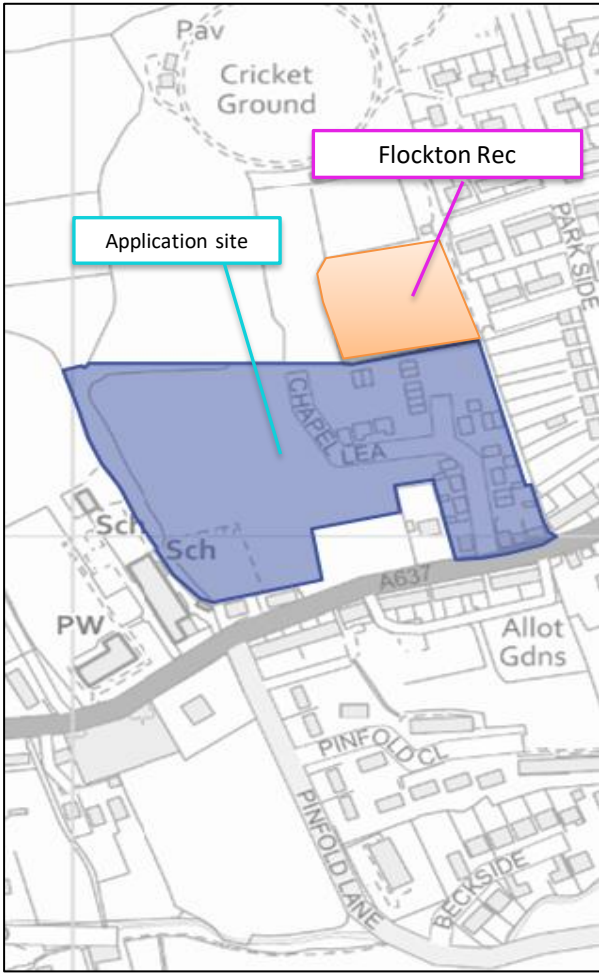 Pav
Cricket
Ground
Flockton Rec
Application site
PARK SIDE
CHAPEL
LEA
Sch
Sch
A637
PW
Allot
Gdns
PINFOLD CL
PINFOLD LANE
BECKSIDE